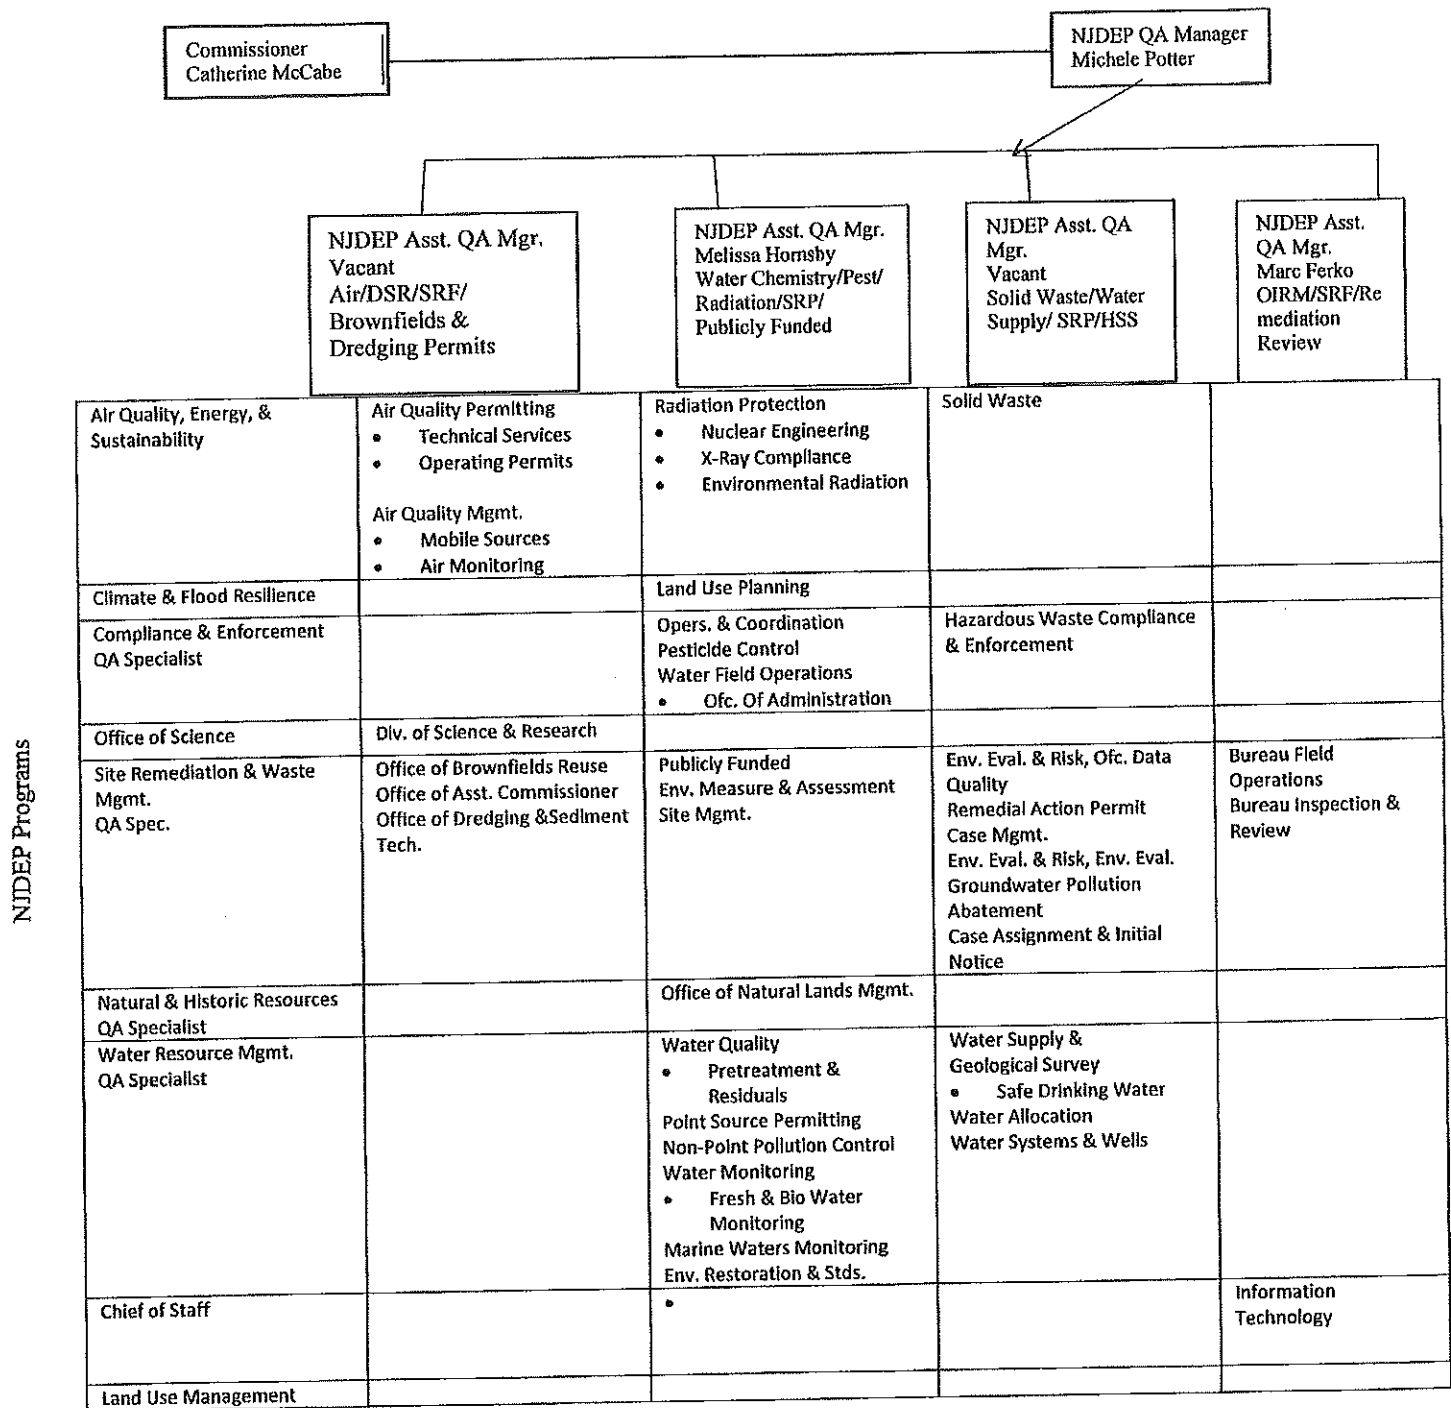 Commissioner
Catherine McCabe
NJDEP QA Manager
Michele Potter
NJDEP Asst. QA Mgr.
Vacant
Air/DSR/SRF/
Brownfields &
Dredging Permits
NJDEP Asst. QA Mgr.
Melissa Hornsby
Water Chemistry/Pest/
Radiation/SRP/
Publicly Funded
NJDEP Asst. QA
Mgr.
Vacant
Solid Waste/Water
Supply/ SRP/HSS
NJDEP Asst.
QA Mgr.
Marc Ferko
OIRM/SRF/Re
mediation
Review
NJDEP Programs
Air Quality, Energy, &
Sustainability
Air Quality Permitting
• Technical Services
• Operating Permits
Air Quality Mgmt.
• Mobile Sources
• Air Monitoring
Radiation Protection
• Nuclear Engineering
• X-Ray Compliance
• Environmental Radiation
Solid Waste
Climate & Flood Resilience
Land Use Planning
Compliance & Enforcement
QA Specialist
Opers. & Coordination
Pesticide Control
Water Field Operations
• Ofc. Of Administration
Hazardous Waste Compliance
& Enforcement
Office of Science
Div. of Science & Research
Site Remediation & Waste
Mgmt.
QA Spec.
Office of Brownfields Reuse
Office of Asst. Commissioner
Office of Dredging &Sediment
Tech.
Publicly Funded
Env. Measure & Assessment
Site Mgmt.
Env. Eval. & Risk, Ofc. Data
Quality
Remedial Action Permit
Case Mgmt.
Env. Eval. & Risk, Env. Eval.
Groundwater Pollution
Abatement
Case Assignment & Initial
Notice
Bureau Field
Operations
Bureau Inspection &
Review
Natural & Historic Resources
QA Specialist
Office of Natural Lands Mgmt.
Water Resource Mgmt.
QA Specialist
Water Quality
• Pretreatment &
Residuals
Point Source Permitting
Non-Point Pollution Control
Water Monitoring
• Fresh & Bio Water
Monitoring
Marine Waters Monitoring
Env. Restoration & Stds.
Water Supply &
Geological Survey
• Safe Drinking Water
Water Allocation
Water Systems & Wells
Chief of Staff
•
Information
Technology
Land Use Management